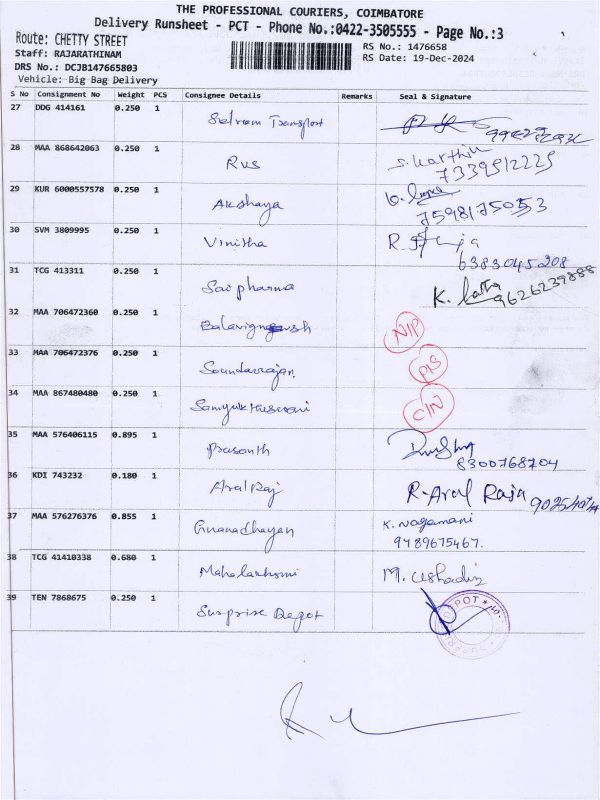 THE PROFESSIONAL COURIERS, COIMBATORE
Delivery Runsheet - PCT - Phone No.:0422-3505555 - Page No.:3
Route: CHETTY STREET
RS No.: 1476658
Staff: RAJARATHINAM
RS Date: 19-Dec-2024
DRS No.: DCJB147665803
Vehicle: Big Bag Delivery
S No Consignment No Weight PCS Consignee Details Remarks Seal & Signature
27 DDG 414161 0.250 1 Selvam Transport
28 MAA 868642063 0.250 1 RVS S. Karthik
7339512225
29 KUR 6000557578 0.250 1 Akshaya
7598175053
30 SVM 3809995 0.250 1 Vinitha
6383045208
31 TCG 413311 0.250 1 Sai pharma K. Latha
9626239888
32 MAA 706472360 0.250 1 NIP
33 MAA 706472376 0.250 1 Soundarrajan P/S
34 MAA 867480480 0.250 1 C/N
35 MAA 576406115 0.895 1 Prasanth
8300768704
36 KDI 743232 0.180 1 Aral Raj R-Aral Raja
37 MAA 576276376 0.855 1 Gnanadhayan K. Nagamani
9789675467.
38 TCG 41410338 0.680 1 Mahalakshmi M.
39 TEN 7868675 0.250 1 Surprise Depot